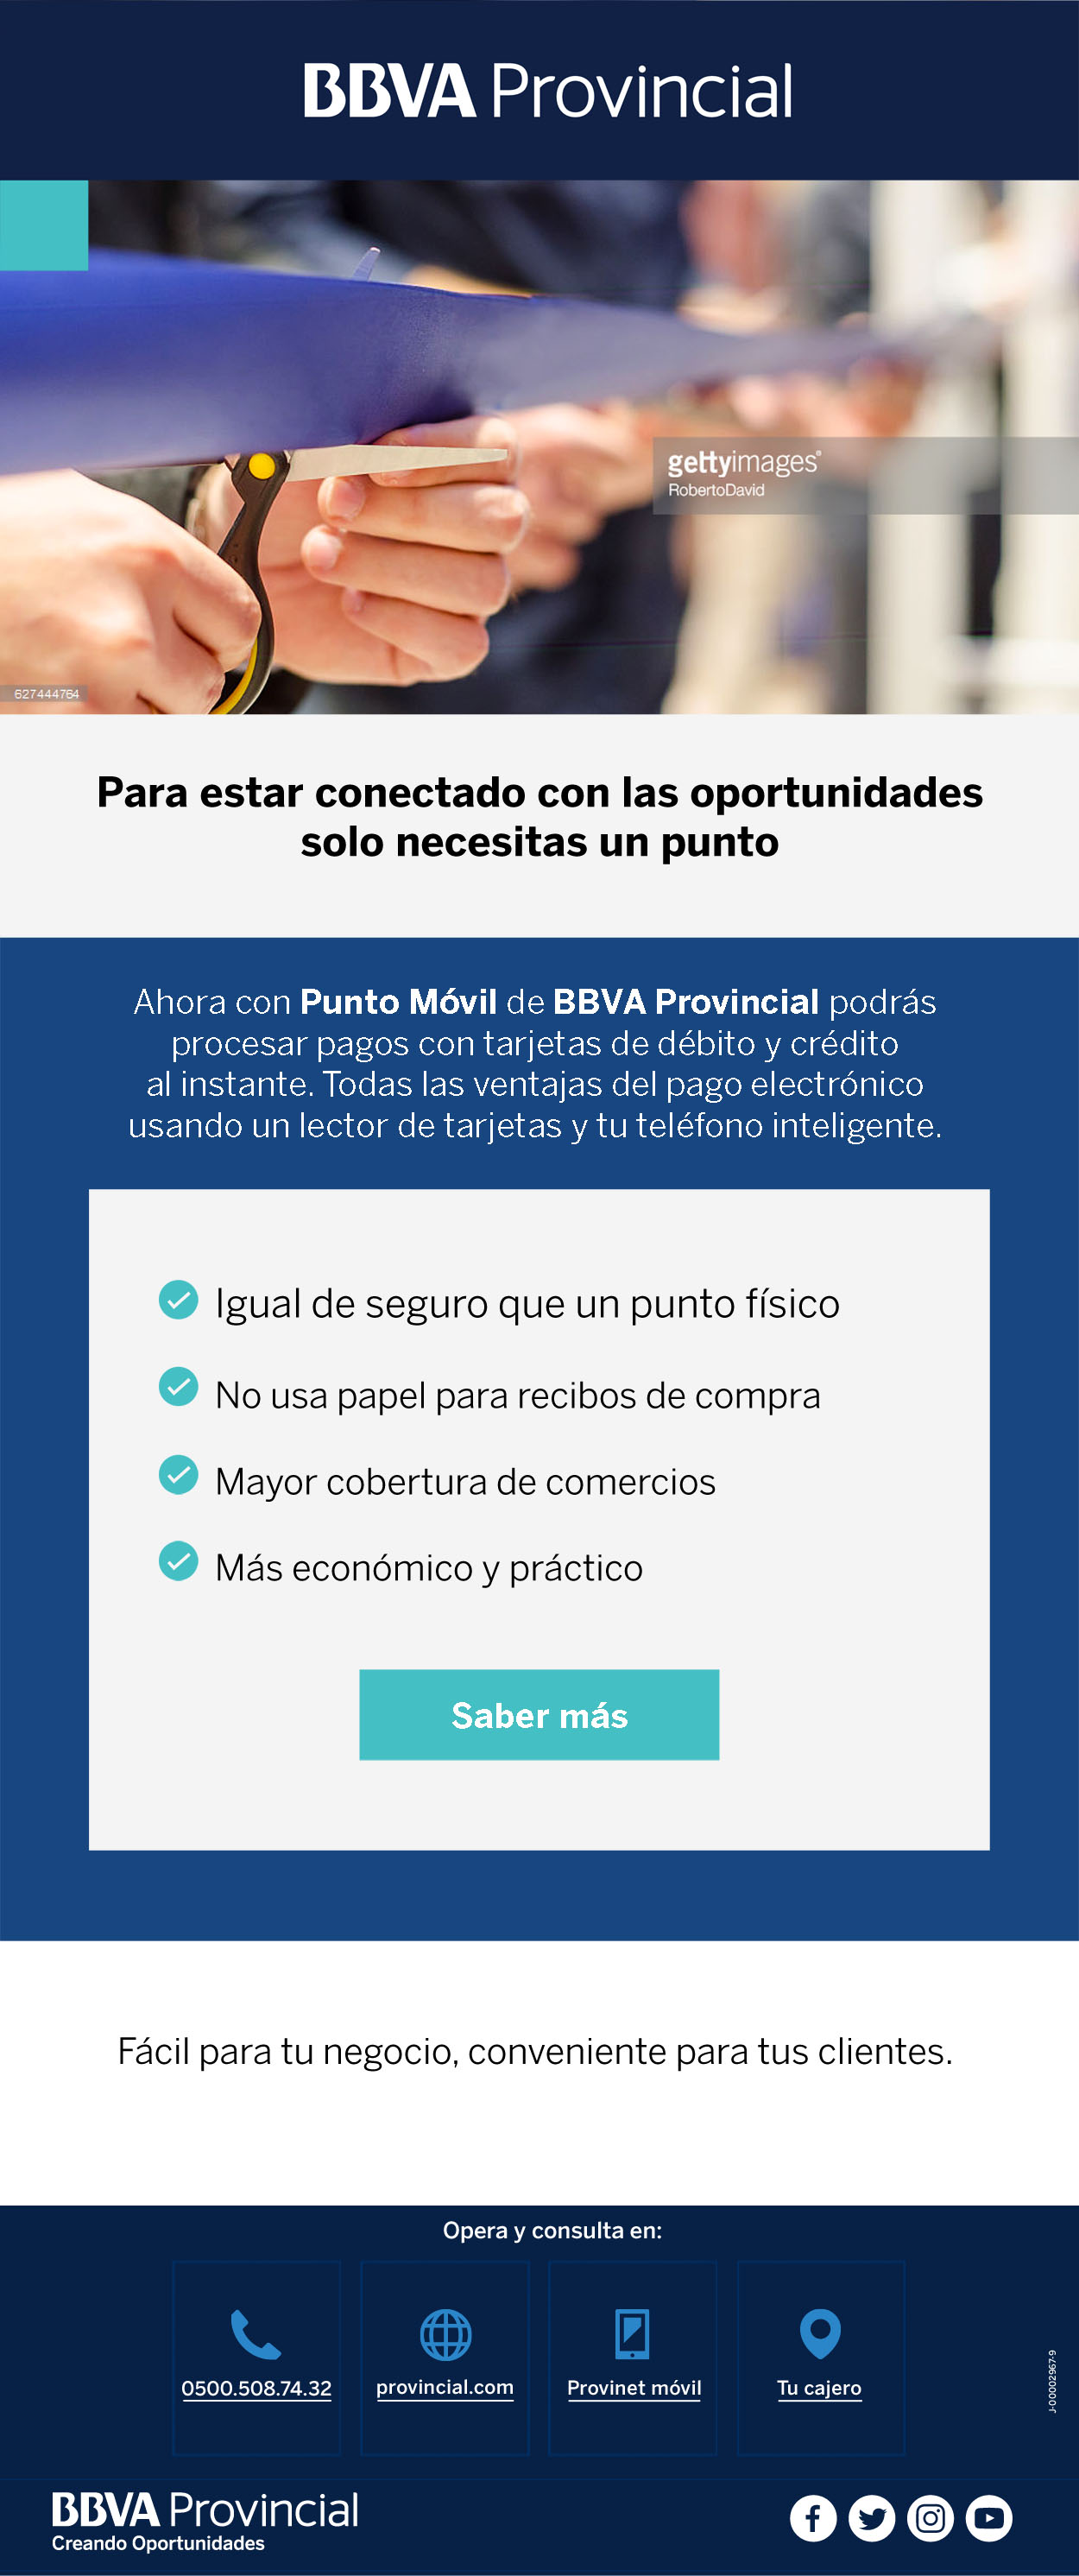 BBVA Provincial
gettyimages®
RobertoDavid
627444764
Para estar conectado con las oportunidades
solo necesitas un punto
Ahora con Punto Móvil de BBVA Provincial podrás
procesar pagos con tarjetas de débito y crédito
al instante. Todas las ventajas del pago electrónico
usando un lector de tarjetas y tu teléfono inteligente.
Igual de seguro que un punto físico
No usa papel para recibos de compra
Mayor cobertura de comercios
Más económico y práctico
Saber más
Fácil para tu negocio, conveniente para tus clientes.
Opera y consulta en:
0500.508.74.32
provincial.com
Provinet móvil
Tu cajero
J-00002967-9
BBVA Provincial
Creando Oportunidades